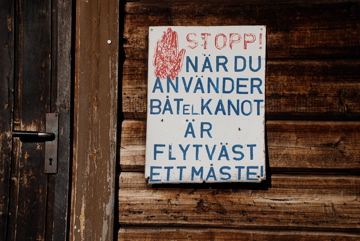 STOPP!
NÄR DU
ANVÄNDER
BÅT eL KANOT
ÄR
FLYTVÄST
ETT MÅSTE!